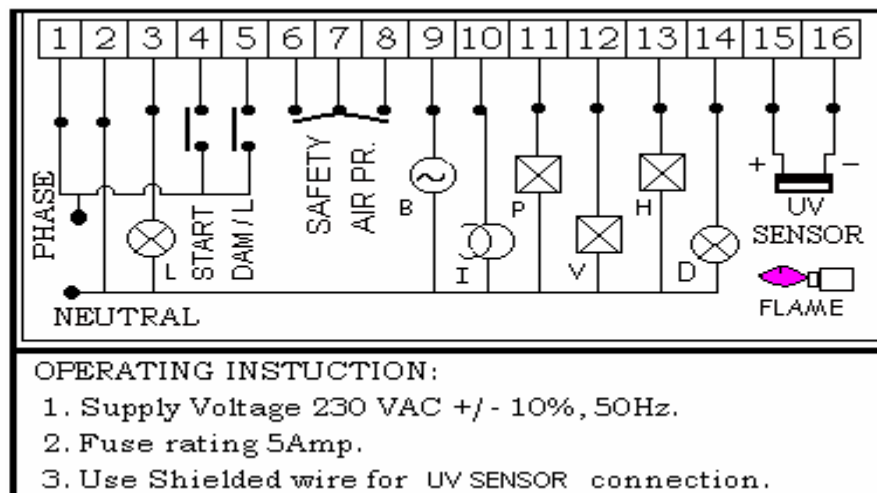 1 2 3 4 5 6 7 8 9 10 11 12 13 14 15 16
PHASE
L
START
DAM/L
SAFETY
AIR PR.
B
I
P
V
H
D
+ -
UV
SENSOR
FLAME
NEUTRAL
OPERATING INSTUCTION:
1. Supply Voltage 230 VAC +/- 10%, 50Hz.
2. Fuse rating 5Amp.
3. Use Shielded wire for UV SENSOR connection.